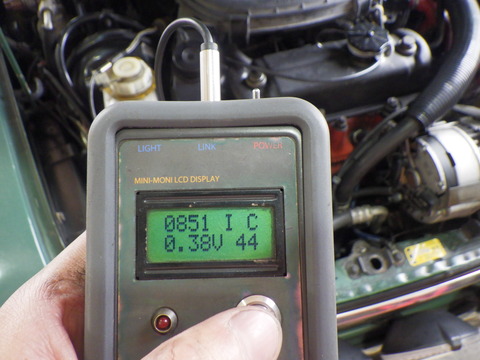 LIGHT LINK POWER
MINI-MONI LCD DISPLAY
0851 I C
0.38V 44